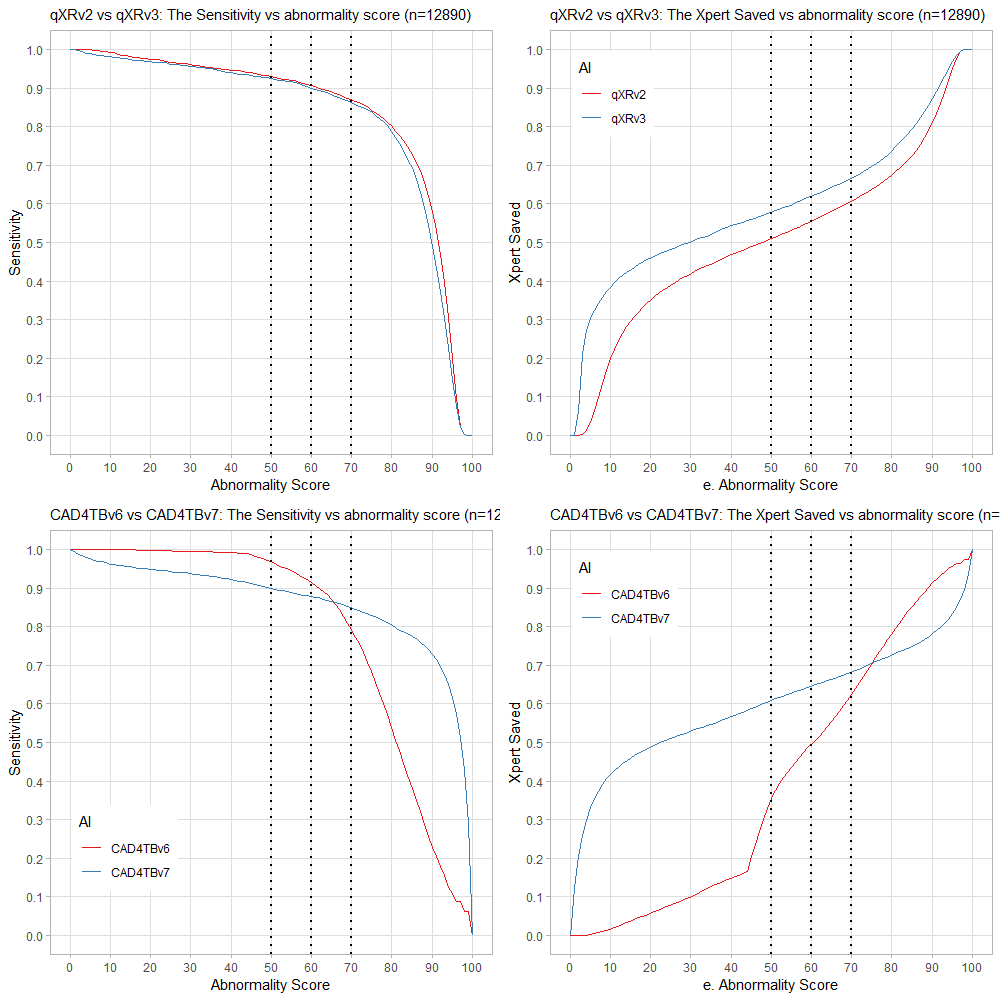 qXRv2 vs qXRv3: The Sensitivity vs abnormality score (n=12890)
1.0
0.9
0.8
0.7
0.6
0.5
0.4
0.3
0.2
0.1
0.0
Sensitivity
0 10 20 30 40 50 60 70 80 90 100
Abnormality Score
qXRv2 vs qXRv3: The Xpert Saved vs abnormality score (n=12890)
AI
qXRv2
qXRv3
1.0
0.9
0.8
0.7
0.6
0.5
0.4
0.3
0.2
0.1
0.0
Xpert Saved
0 10 20 30 40 50 60 70 80 90 100
e. Abnormality Score
CAD4TBv6 vs CAD4TBv7: The Sensitivity vs abnormality score (n=12
1.0
0.9
0.8
0.7
0.6
0.5
0.4
0.3
0.2
0.1
0.0
Sensitivity
AI
CAD4TBv6
CAD4TBv7
0 10 20 30 40 50 60 70 80 90 100
Abnormality Score
CAD4TBv6 vs CAD4TBv7: The Xpert Saved vs abnormality score (n=
AI
CAD4TBv6
CAD4TBv7
1.0
0.9
0.8
0.7
0.6
0.5
0.4
0.3
0.2
0.1
0.0
Xpert Saved
0 10 20 30 40 50 60 70 80 90 100
e. Abnormality Score